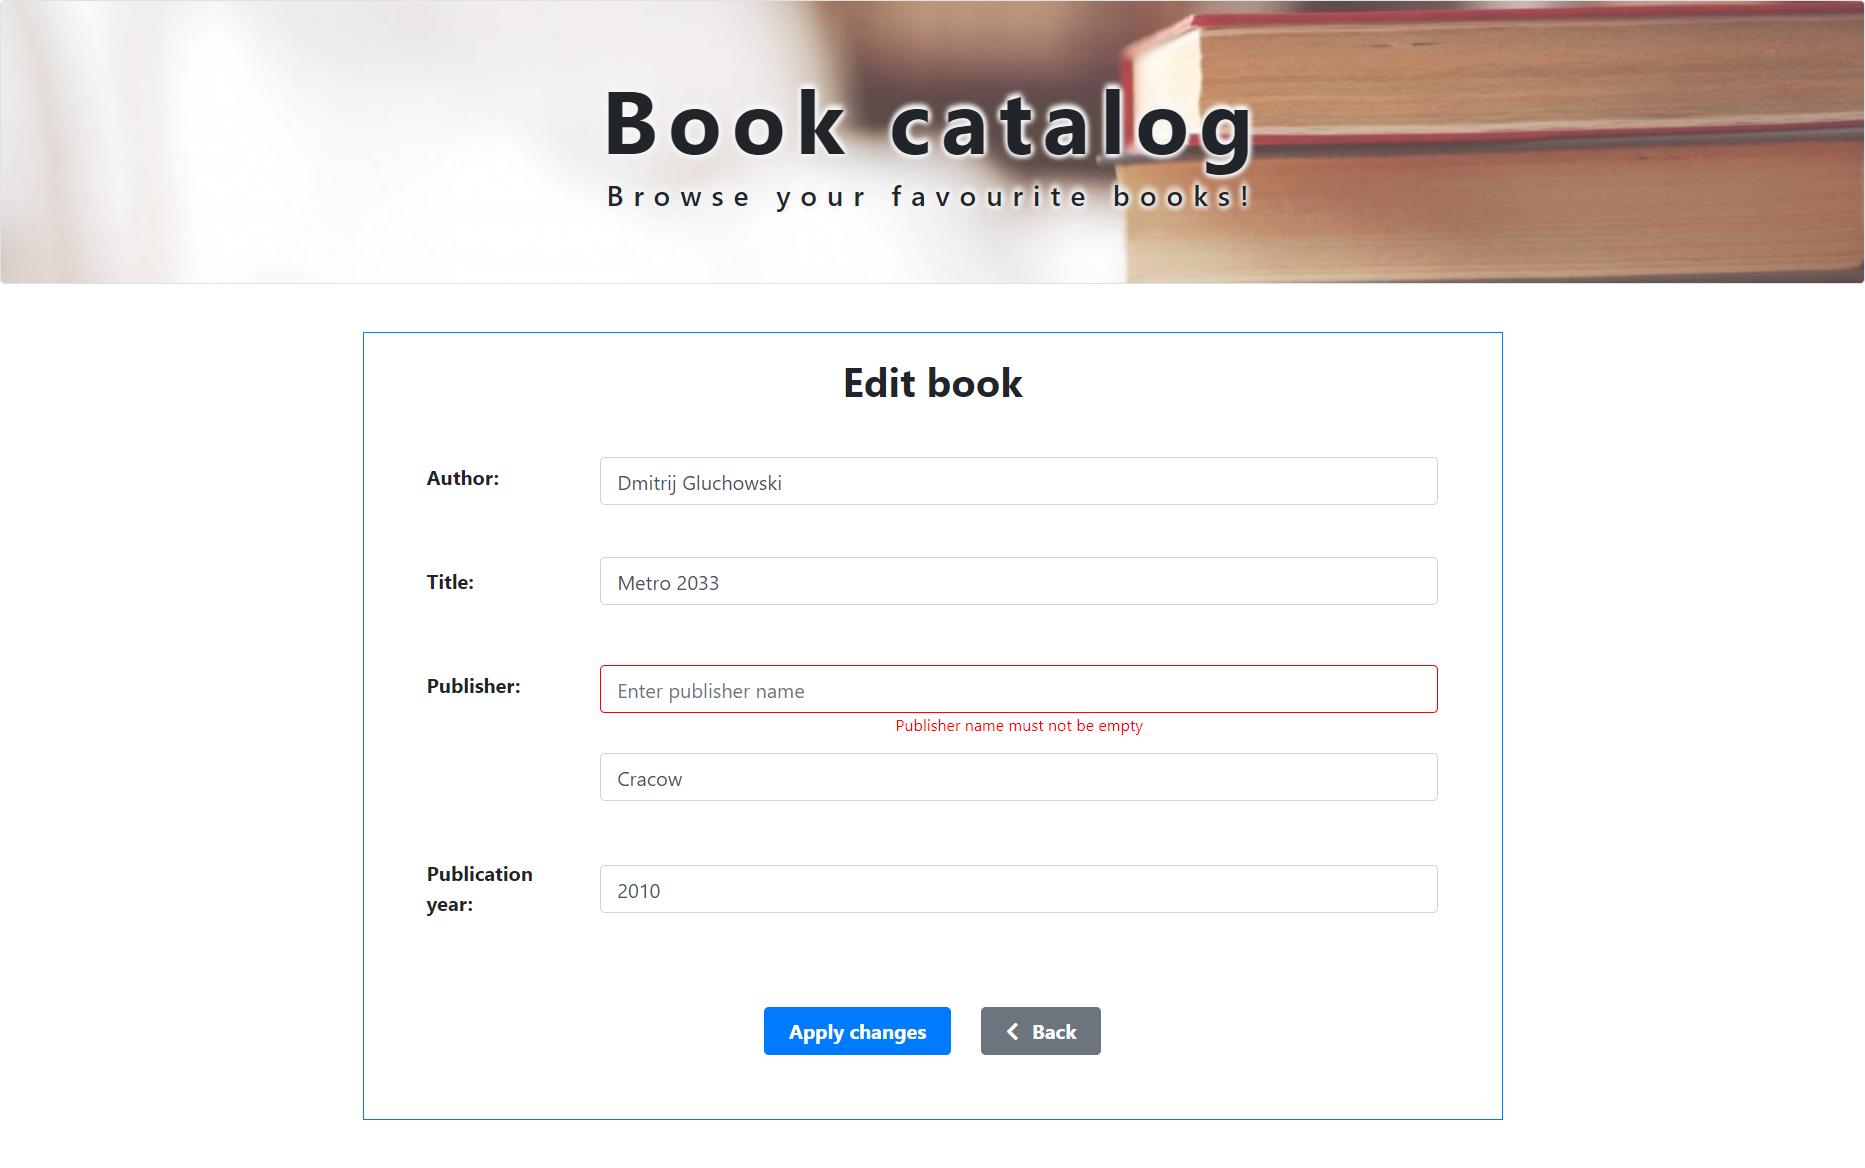 Book catalog
Browse your favourite books!
Edit book
Author:
Dmitrij Gluchowski
Title:
Metro 2033
Publisher:
Enter publisher name
Publisher name must not be empty
Cracow
Publication
year:
2010
Apply changes
Back